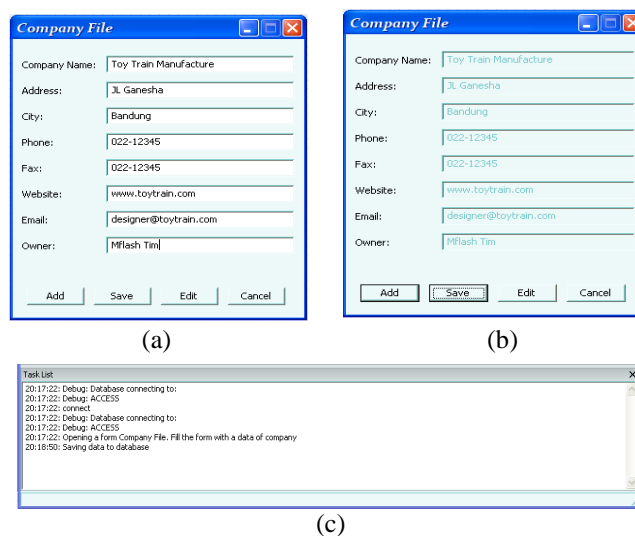 Company File
Company Name: Toy Train Manufacture
Address: JL Ganesha
City: Bandung
Phone: 022-12345
Fax: 022-12345
Website: www.toytrain.com
Email: designer@toytrain.com
Owner: Mflash Tim
Add Save Edit Cancel
(a)
Company File
Company Name: Toy Train Manufacture
Address: JL Ganesha
City: Bandung
Phone: 022-12345
Fax: 022-12345
Website: www.toytrain.com
Email: designer@toytrain.com
Owner: Mflash Tim
Add Save Edit Cancel
(b)
Task List
20:17:22: Debug: Database connecting to:
20:17:22: Debug: ACCESS
20:17:22: connect
20:17:22: Debug: Database connecting to:
20:17:22: Debug: ACCESS
20:17:22: Opening a form Company File. Fill the form with a data of company
20:18:50: Saving data to database
(c)